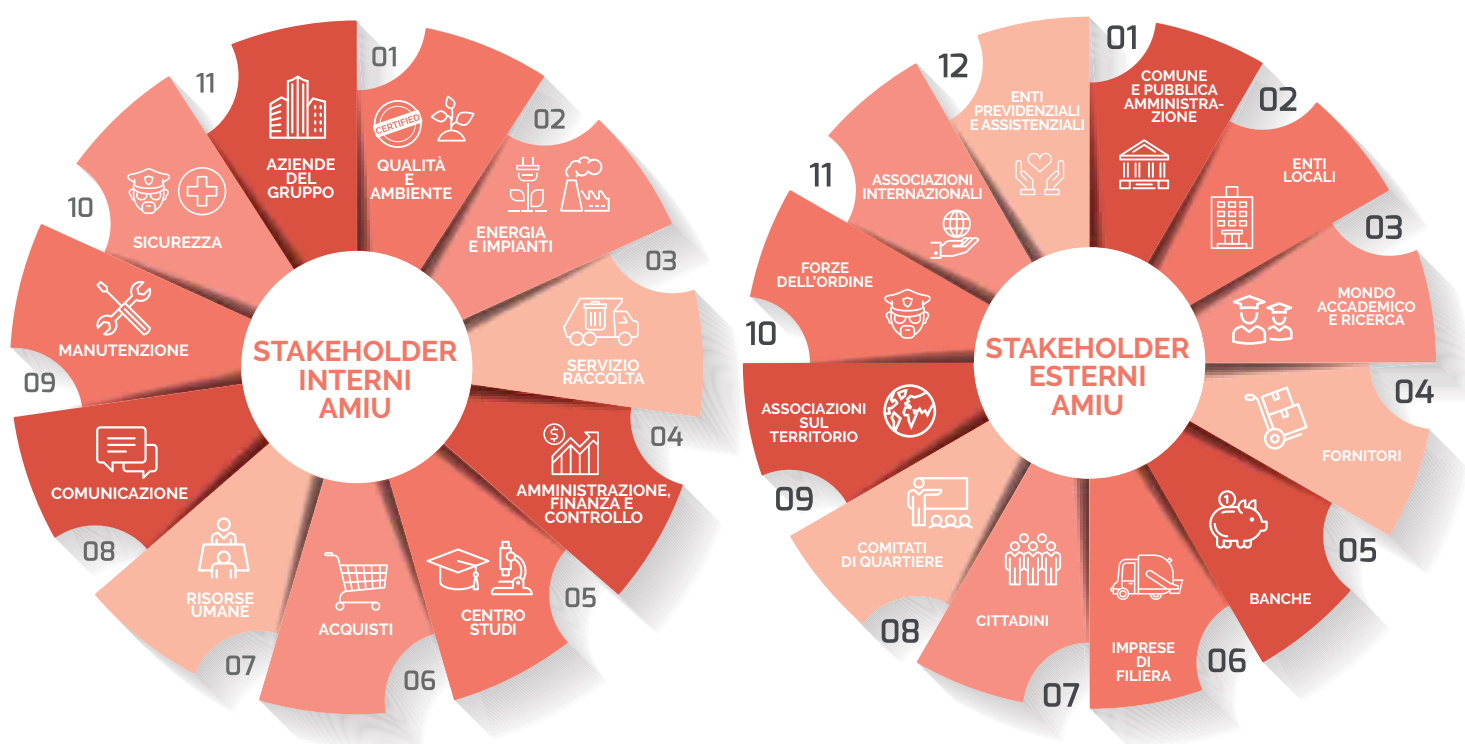 STAKEHOLDER
INTERNI
AMIU
01
CERTIFIED
QUALITÀ
E
AMBIENTE
02
ENERGIA
E IMPIANTI
03
SERVIZIO
RACCOLTA
04
$
AMMINISTRAZIONE,
FINANZA E
CONTROLLO
05
CENTRO
STUDI
06
ACQUISTI
07
RISORSE
UMANE
08
COMUNICAZIONE
09
MANUTENZIONE
10
SICUREZZA
11
AZIENDE
DEL
GRUPPO
STAKEHOLDER
ESTERNI
AMIU
01
COMUNE
E PUBBLICA
AMMINISTRA-
ZIONE
02
ENTI
LOCALI
03
MONDO
ACCADEMICO
E RICERCA
04
FORNITORI
05
1
BANCHE
06
IMPRESE
DI
FILIERA
07
CITTADINI
08
COMITATI
DI QUARTIERE
09
ASSOCIAZIONI
SUL
TERRITORIO
10
FORZE
DELL'ORDINE
11
ASSOCIAZIONI
INTERNAZIONALI
12
ENTI
PREVIDENZIALI
E ASSISTENZIALI